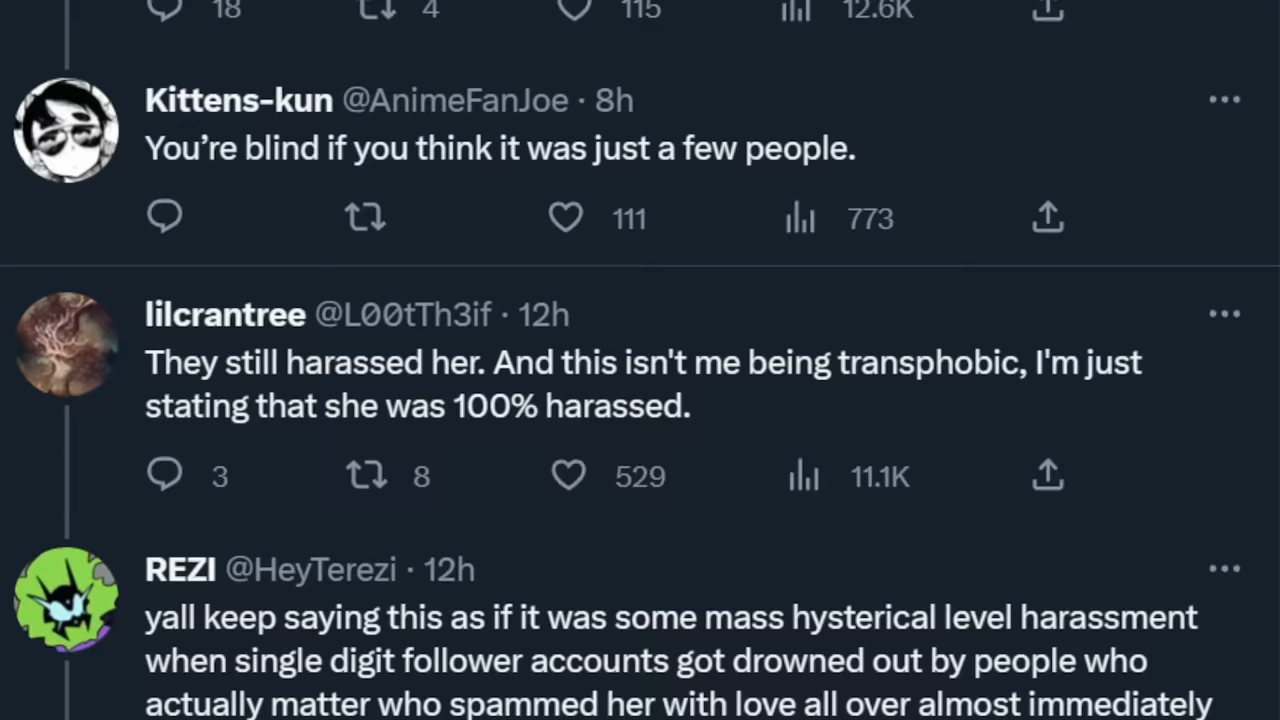 18 4 115 12.6K
Kittens-kun @AnimeFanJoe · 8h
You’re blind if you think it was just a few people.
111 773
lilcrantree @L00tTh3if · 12h
They still harassed her. And this isn't me being transphobic, I'm just
stating that she was 100% harassed.
3 8 529 11.1K
REZI @HeyTerezi · 12h
yall keep saying this as if it was some mass hysterical level harassment
when single digit follower accounts got drowned out by people who
actually matter who spammed her with love all over almost immediately